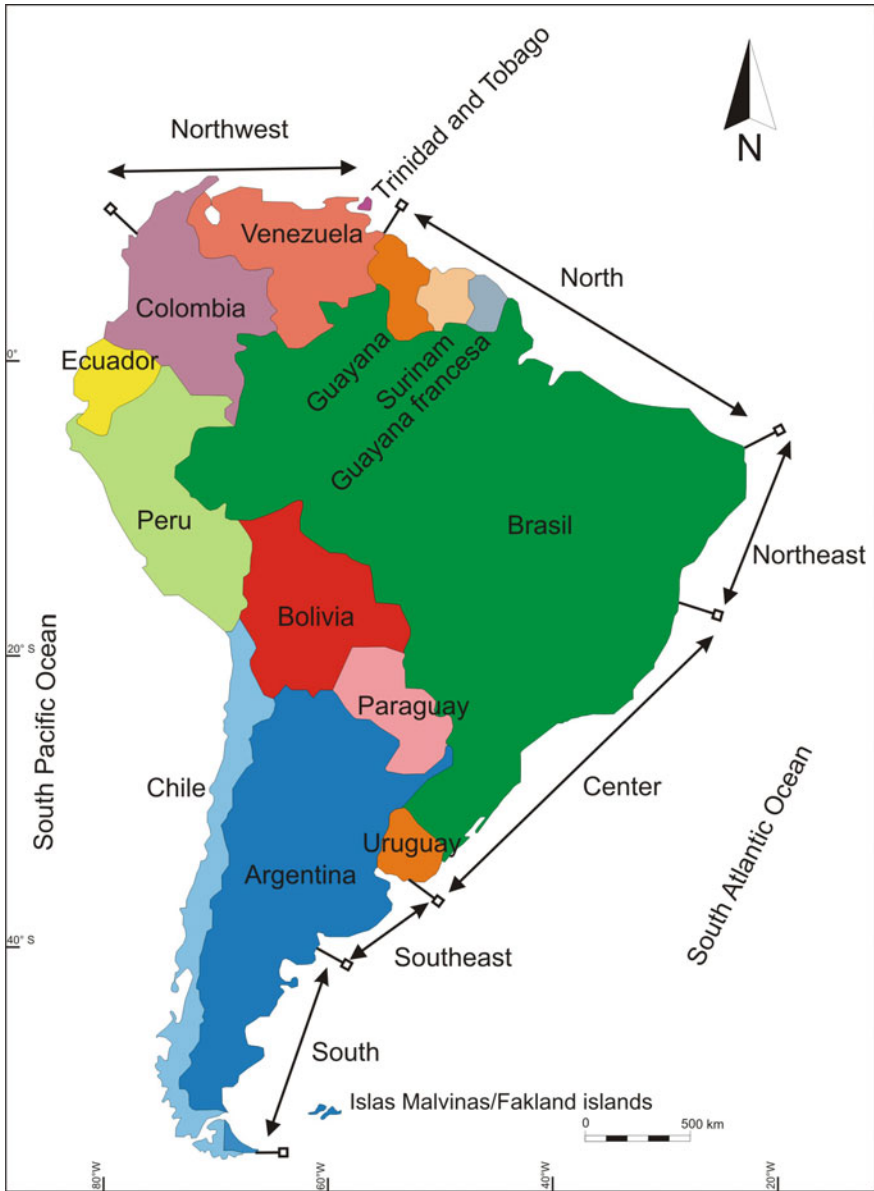 Northwest
Trinidad and Tobago
N
Venezuela
North
Colombia
0°
Ecuador
Guayana
Surinam
Guayana francesa
Peru
Brasil
Northeast
Bolivia
20° S
South Pacific Ocean
Paraguay
Chile
Center
Uruguay
Argentina
South Atlantic Ocean
40° S
Southeast
South
Islas Malvinas/Fakland islands
0
500 km
80°W
60°W
40°W
20°W